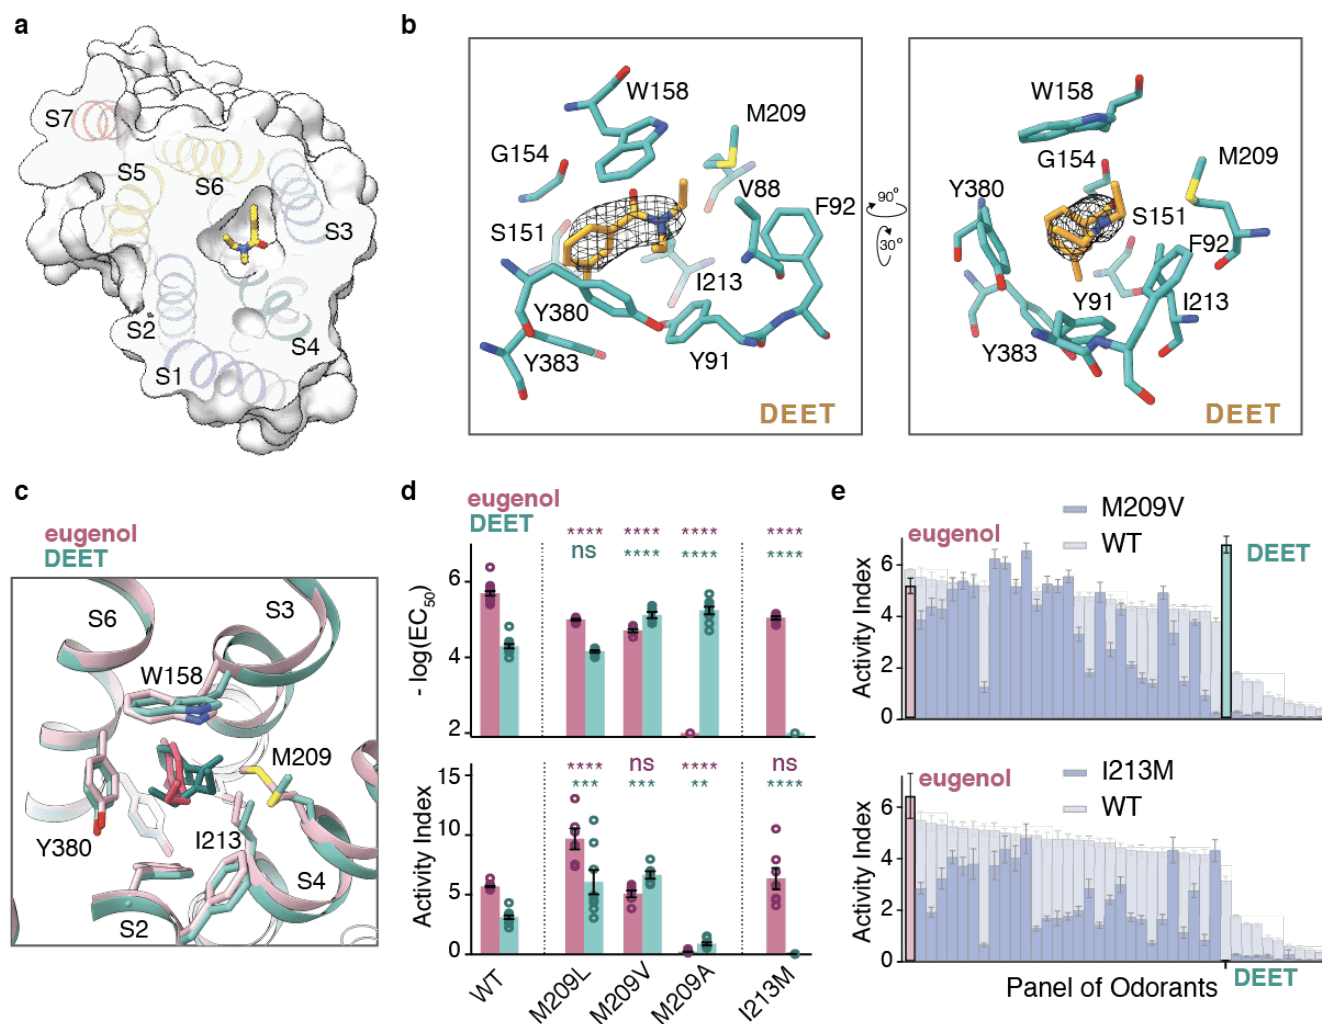 a
S7
S5
S6
S3
S2
S4
S1
b
W158
M209
G154
V88
F92
S151
I213
Y380
Y383
Y91
DEET
90°
30°
W158
G154
M209
Y380
S151
F92
Y91
I213
Y383
DEET
c
eugenol
DEET
S6
S3
W158
M209
Y380
I213
S4
S2
d
eugenol
DEET
**** **** **** ****
ns **** **** ****
- log(EC50)
6
4
2
**** ns **** ns
*** *** ** ****
Activity Index
15
10
5
0
WT
M209L
M209V
M209A
I213M
e
M209V
eugenol
WT
DEET
Activity Index
6
4
2
0
eugenol
I213M
WT
Activity Index
6
4
2
0
Panel of Odorants
DEET